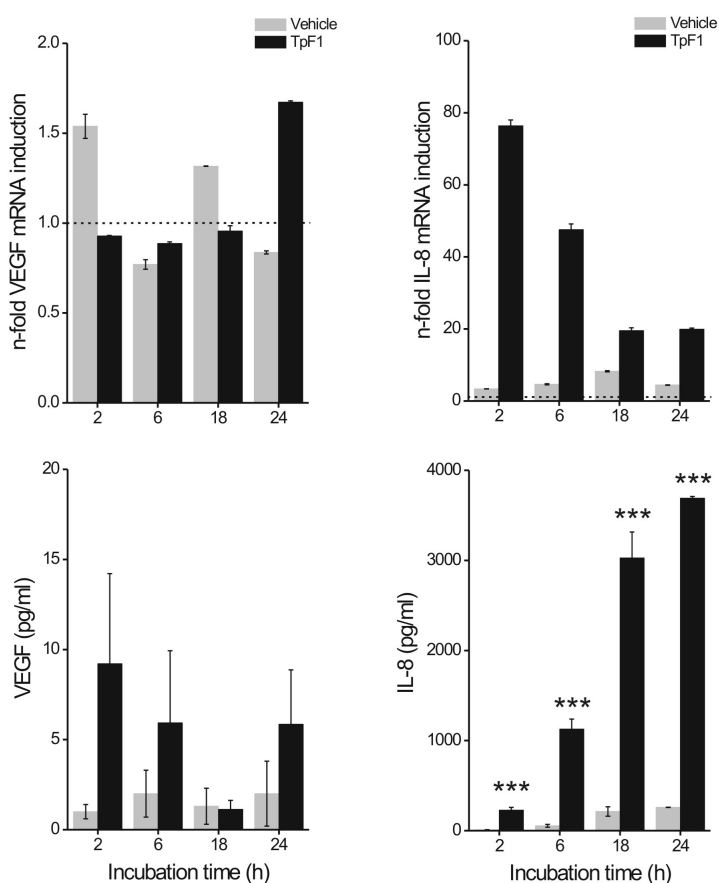 Vehicle
TpF1
n-fold VEGF mRNA induction
2.0
1.5
1.0
0.5
0.0
2 6 18 24
Vehicle
TpF1
n-fold IL-8 mRNA induction
100
80
60
40
20
0
2 6 18 24
VEGF (pg/ml)
20
15
10
5
0
2 6 18 24
Incubation time (h)
IL-8 (pg/ml)
4000
3000
2000
1000
0
***
***
***
***
2 6 18 24
Incubation time (h)